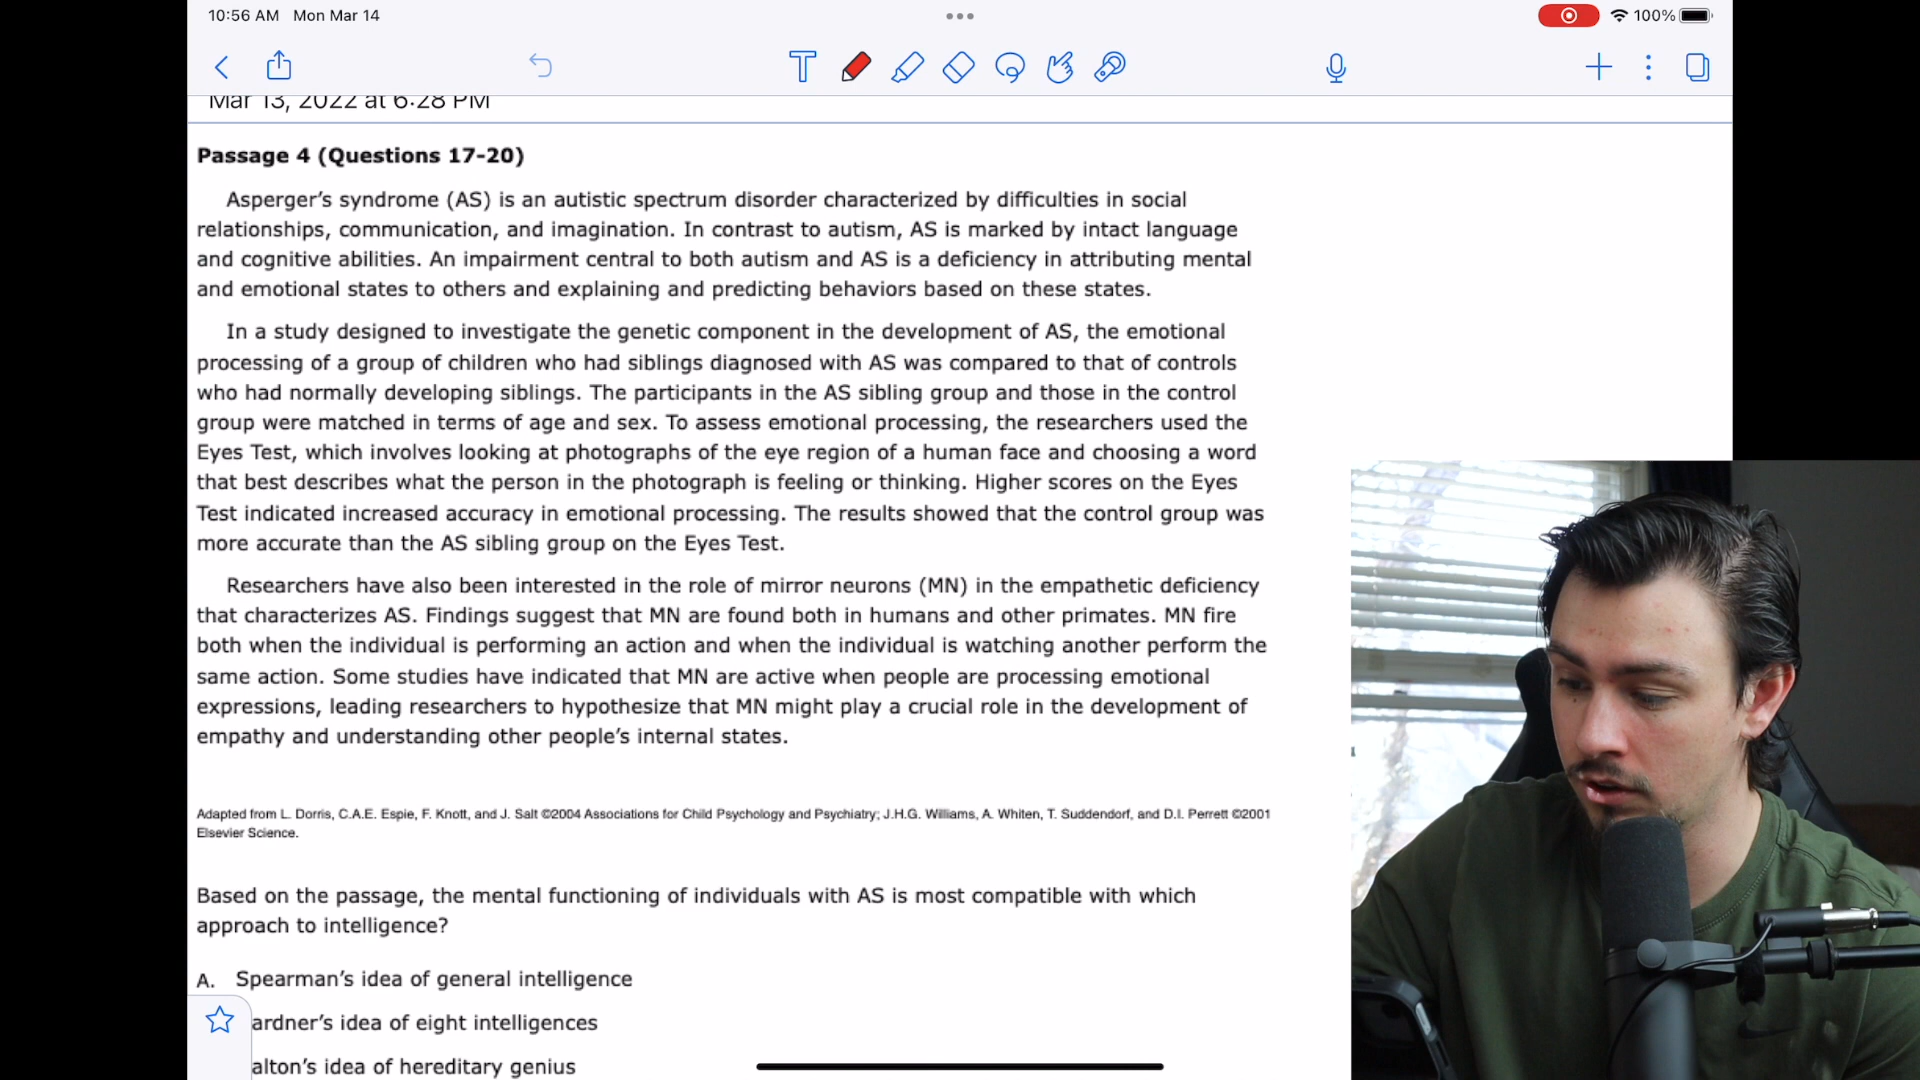 10:56 AM Mon Mar 14
100%
Mar 13, 2022 at 6:28 PM
Passage 4 (Questions 17-20)
Asperger's syndrome (AS) is an autistic spectrum disorder characterized by difficulties in social
relationships, communication, and imagination. In contrast to autism, AS is marked by intact language
and cognitive abilities. An impairment central to both autism and AS is a deficiency in attributing mental
and emotional states to others and explaining and predicting behaviors based on these states.
In a study designed to investigate the genetic component in the development of AS, the emotional
processing of a group of children who had siblings diagnosed with AS was compared to that of controls
who had normally developing siblings. The participants in the AS sibling group and those in the control
group were matched in terms of age and sex. To assess emotional processing, the researchers used the
Eyes Test, which involves looking at photographs of the eye region of a human face and choosing a word
that best describes what the person in the photograph is feeling or thinking. Higher scores on the Eyes
Test indicated increased accuracy in emotional processing. The results showed that the control group was
more accurate than the AS sibling group on the Eyes Test.
Researchers have also been interested in the role of mirror neurons (MN) in the empathetic deficiency
that characterizes AS. Findings suggest that MN are found both in humans and other primates. MN fire
both when the individual is performing an action and when the individual is watching another perform the
same action. Some studies have indicated that MN are active when people are processing emotional
expressions, leading researchers to hypothesize that MN might play a crucial role in the development of
empathy and understanding other people's internal states.
Adapted from L. Dorris, C.A.E. Espie, F. Knott, and J. Salt ©2004 Associations for Child Psychology and Psychiatry; J.H.G. Williams, A. Whiten, T. Suddendorf, and D.I. Perrett ©2001
Elsevier Science.
Based on the passage, the mental functioning of individuals with AS is most compatible with which
approach to intelligence?
A. Spearman's idea of general intelligence
ardner's idea of eight intelligences
alton's idea of hereditary genius